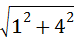 √(1² + 4²)